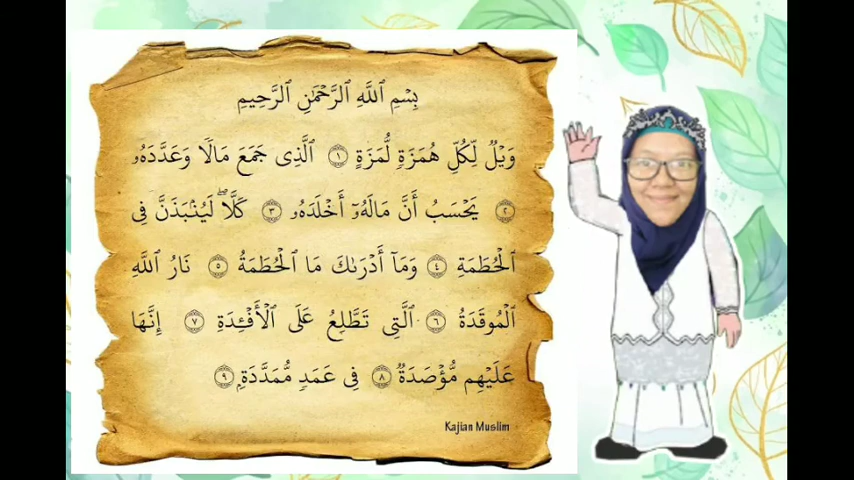 بِسْمِ ٱللَّهِ ٱلرَّحْمَٰنِ ٱلرَّحِيمِ
وَيْلٌ لِّكُلِّ هُمَزَةٍ لُّمَزَةٍ ١ ٱلَّذِى جَمَعَ مَالًا وَعَدَّدَهُۥ
٢ يَحْسَبُ أَنَّ مَالَهُۥٓ أَخْلَدَهُۥ ٣ كَلَّا ۖ لَيُنۢبَذَنَّ فِى
ٱلْحُطَمَةِ ٤ وَمَآ أَدْرَىٰكَ مَا ٱلْحُطَمَةُ ٥ نَارُ ٱللَّهِ
ٱلْمُوقَدَةُ ٦ ٱلَّتِى تَطَّلِعُ عَلَى ٱلْأَفْـِٔدَةِ ٧ إِنَّهَا
عَلَيْهِم مُّؤْصَدَةٌ ٨ فِى عَمَدٍ مُّمَدَّدَةٍۭ ٩
Kajian Muslim